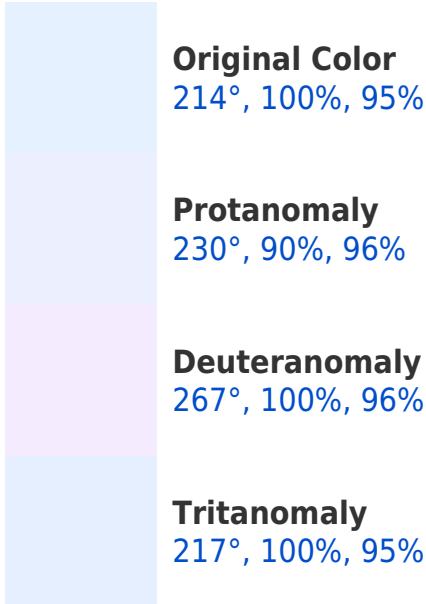 Original Color
214°, 100%, 95%
Protanomaly
230°, 90%, 96%
Deuteranomaly
267°, 100%, 96%
Tritanomaly
217°, 100%, 95%